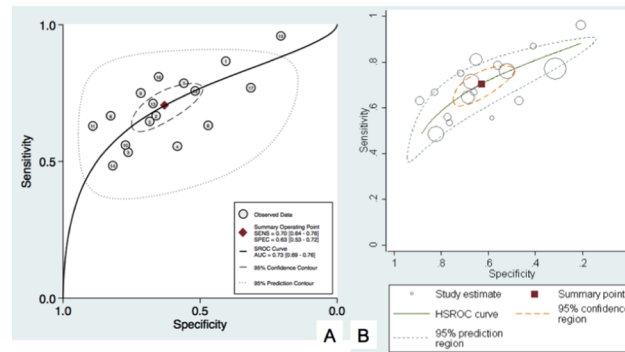 1.0
0.5
0.0
Sensitivity
1.0
0.5
0.0
Specificity
Observed Data
Summary Operating Point
SENS = 0.70 [0.64 - 0.76]
SPEC = 0.63 [0.53 - 0.72]
SROC Curve
AUC = 0.73 [0.69 - 0.76]
95% Confidence Contour
95% Prediction Contour
A
B
1
.8
.6
.4
.2
0
Sensitivity
1
.8
.6
.4
.2
Specificity
Study estimate
Summary point
HSROC curve
95% confidence
region
95% prediction
region